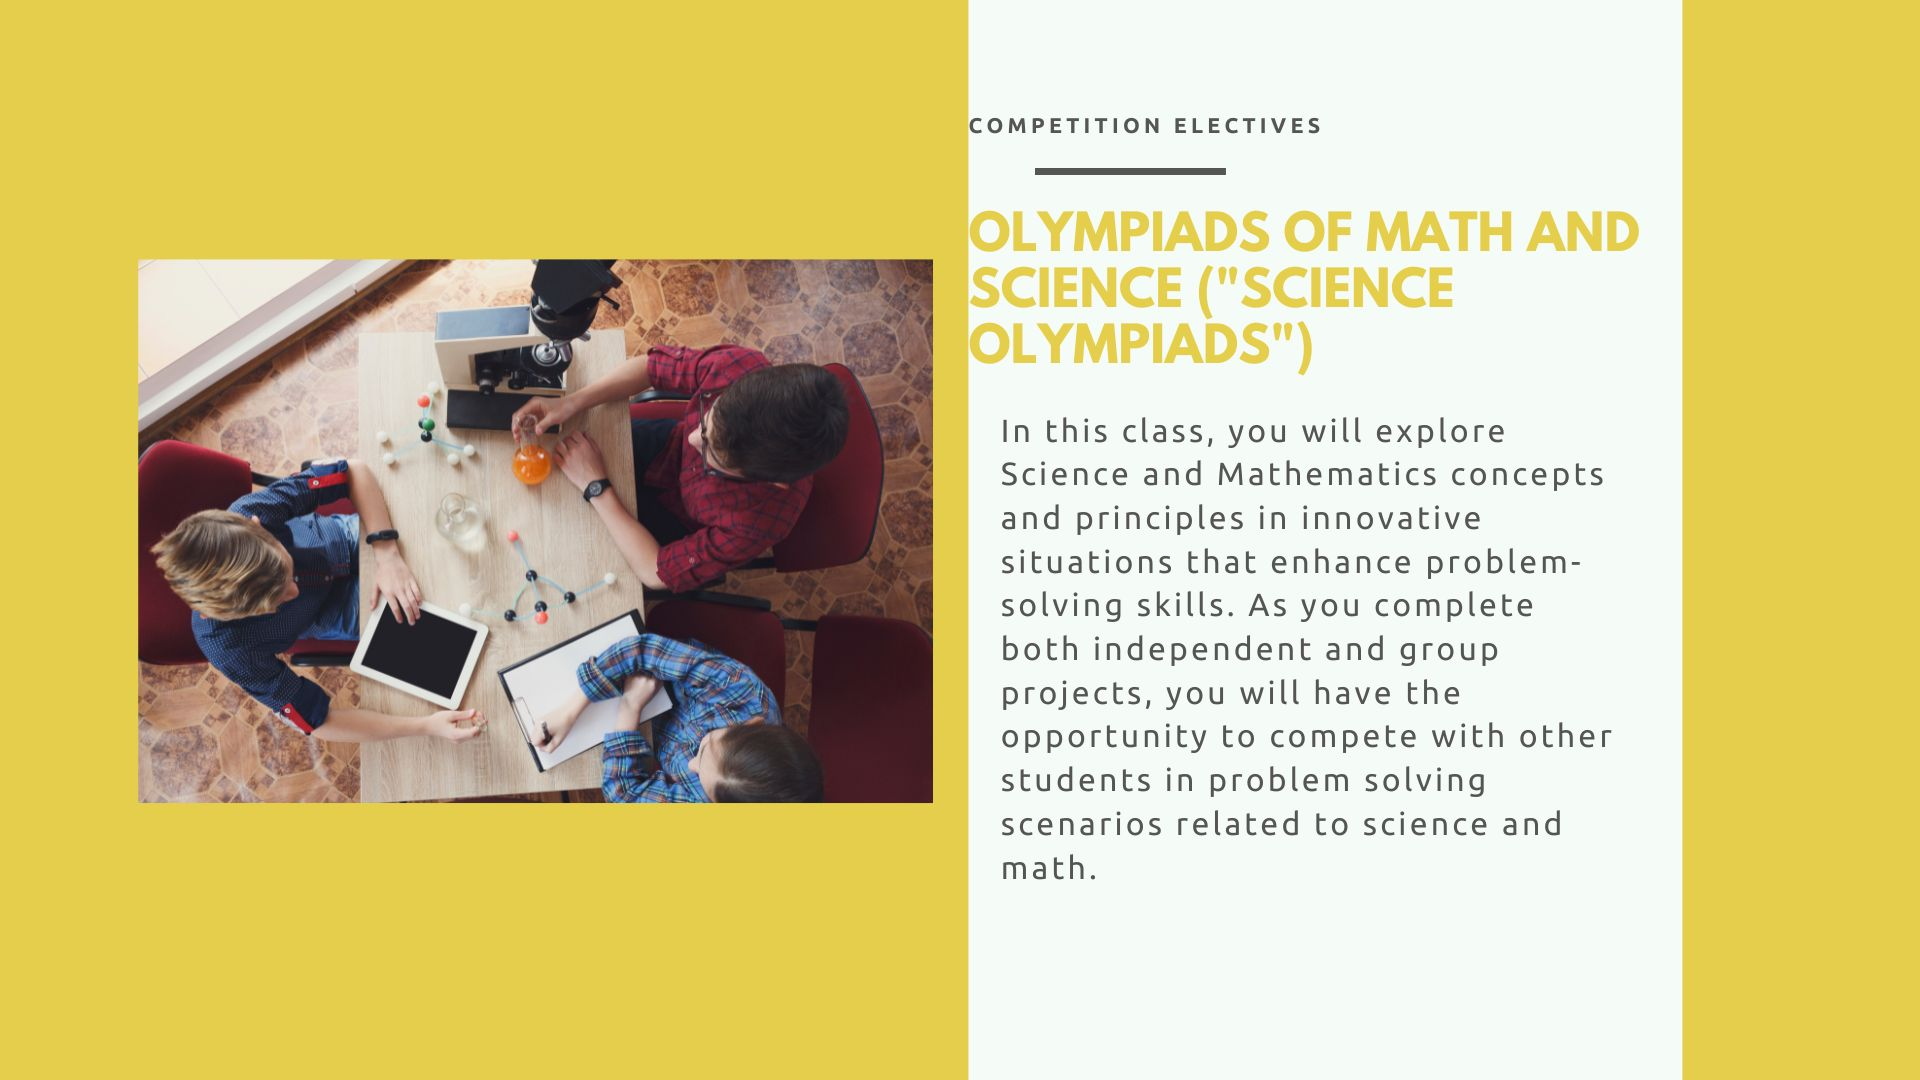 COMPETITION ELECTIVES
OLYMPIADS OF MATH AND
SCIENCE ("SCIENCE
OLYMPIADS")
In this class, you will explore
Science and Mathematics concepts
and principles in innovative
situations that enhance problem-
solving skills. As you complete
both independent and group
projects, you will have the
opportunity to compete with other
students in problem solving
scenarios related to science and
math.